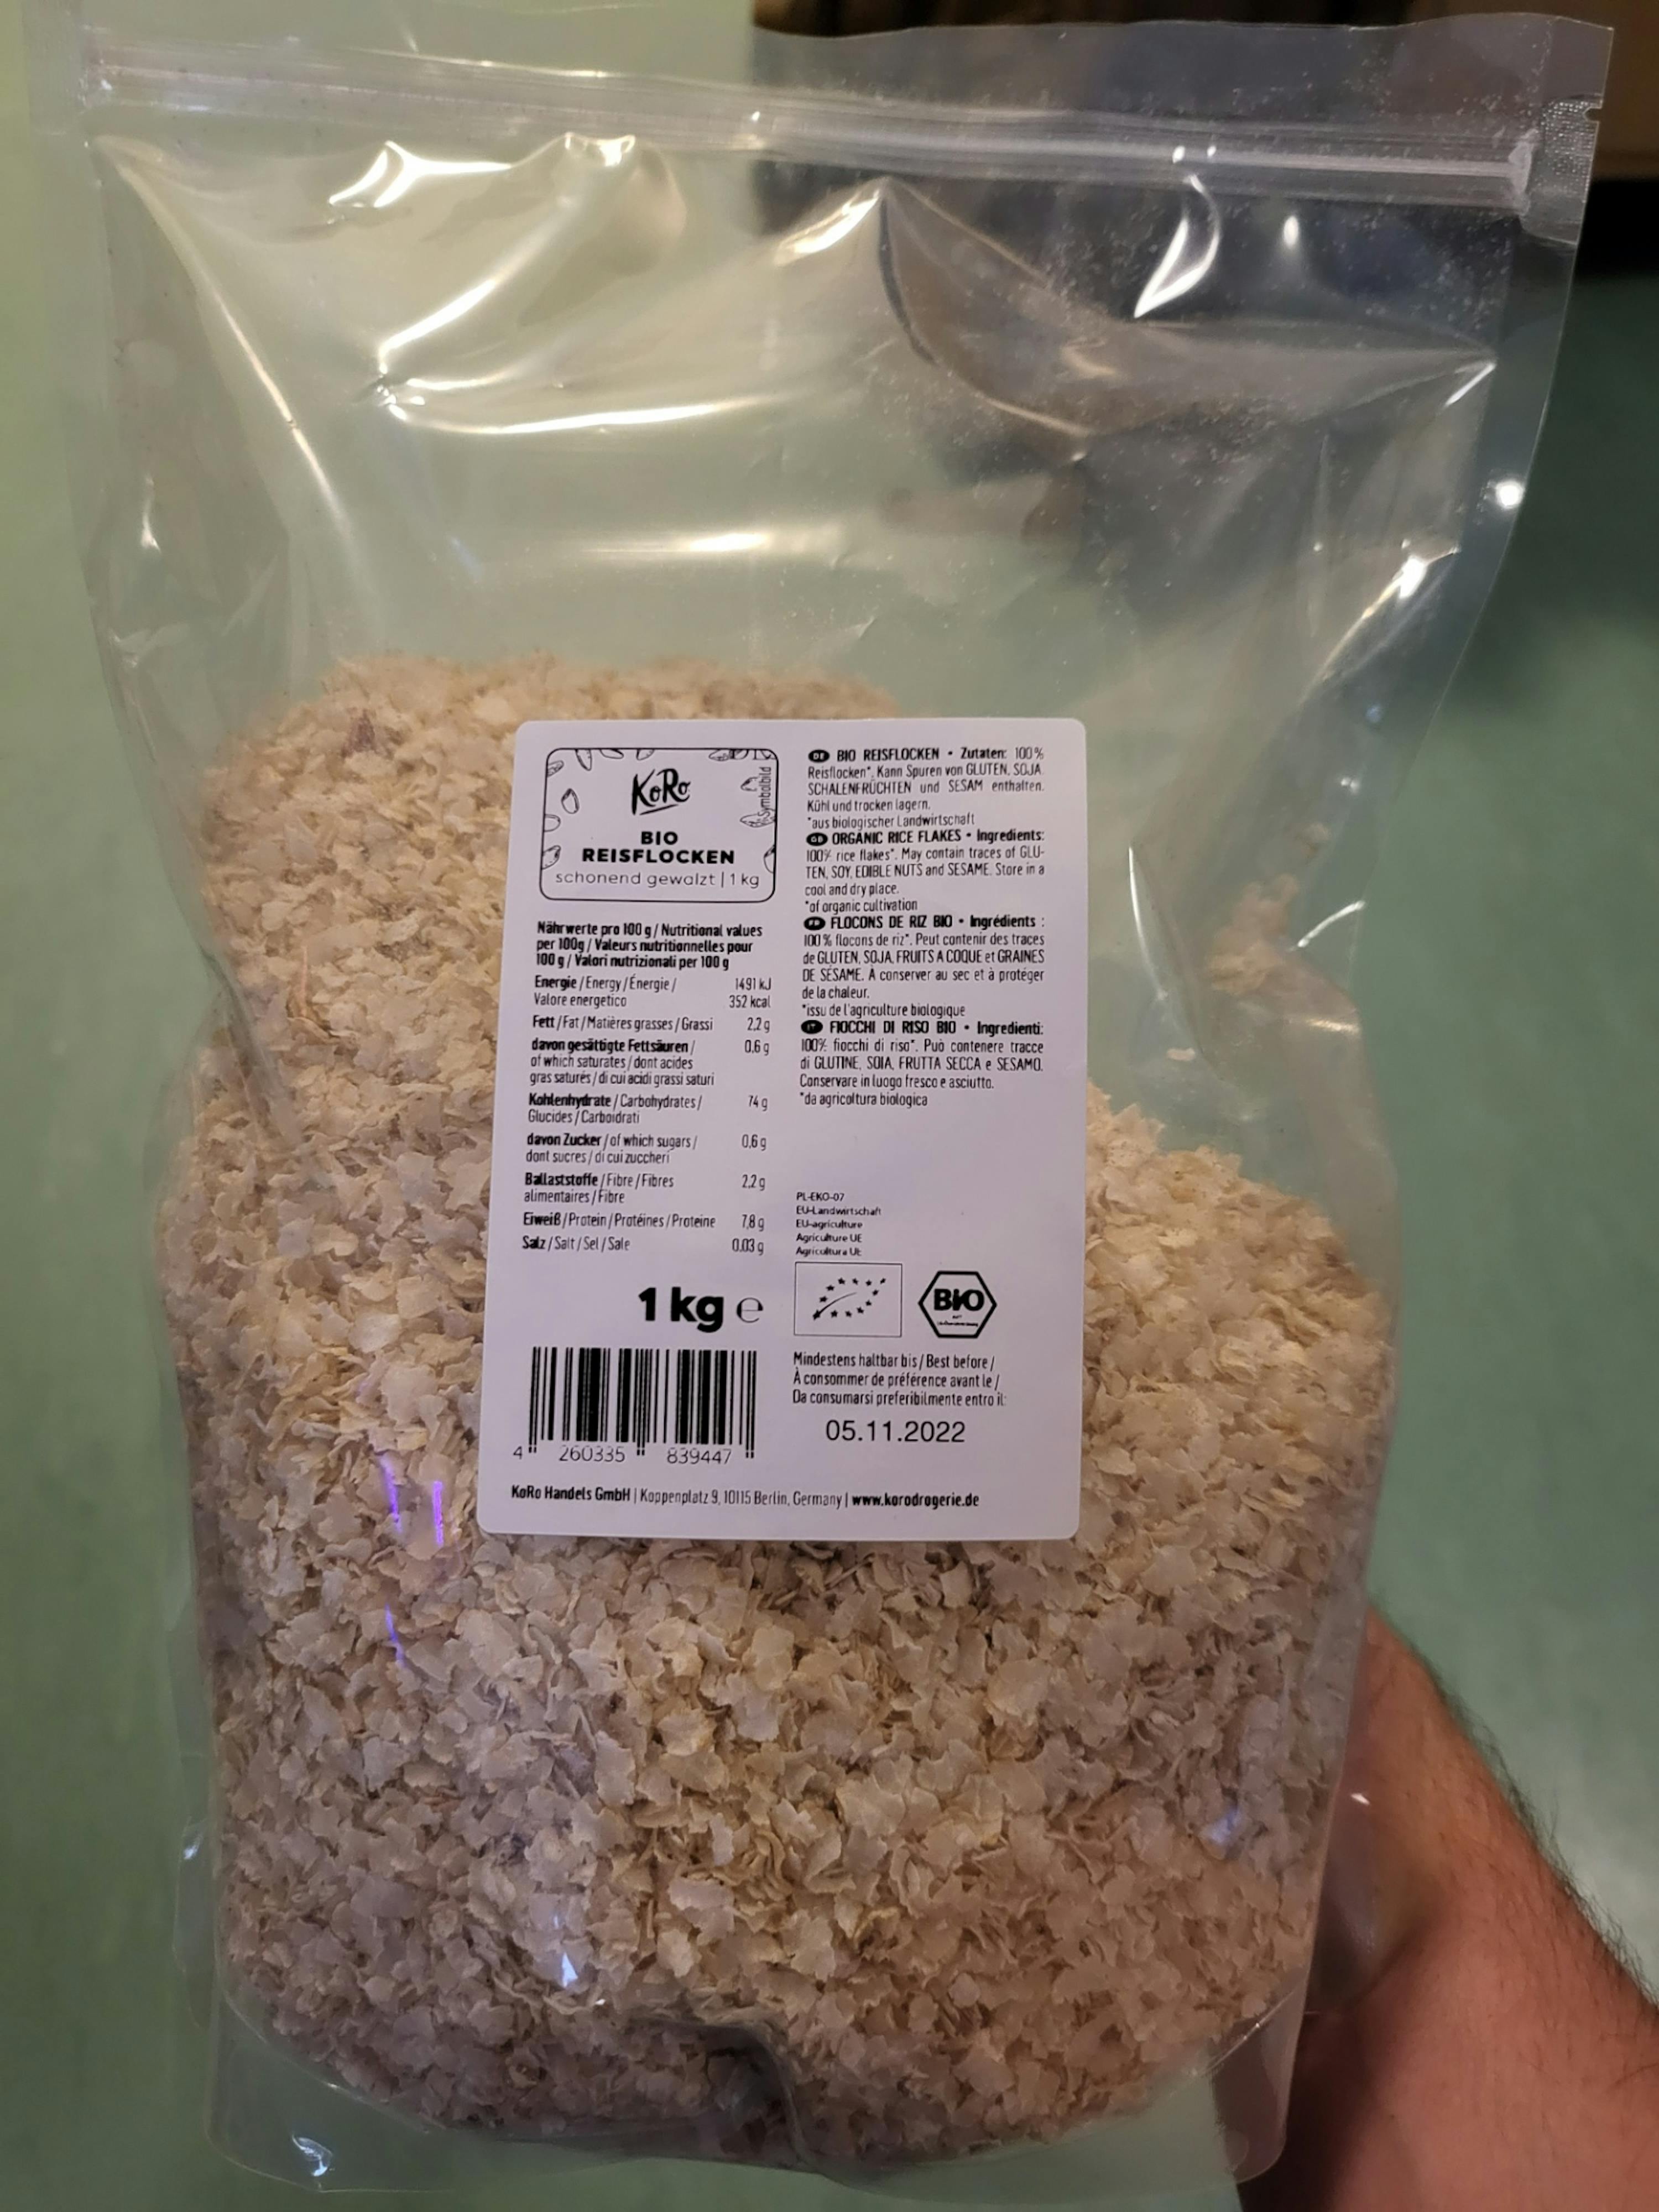 KoRo
Symbolbild
BIO
REISFLOCKEN
schonend gewalzt | 1 kg
Nährwerte pro 100 g / Nutritional values
per 100g / Valeurs nutritionnelles pour
100 g / Valori nutrizionali per 100 g
Energie / Energy / Énergie / 1491 kJ
Valore energetico 352 kcal
Fett / Fat / Matières grasses / Grassi 2,2 g
davon gesättigte Fettsäuren / 0,6 g
of which saturates / dont acides
gras saturés / di cui acidi grassi saturi
Kohlenhydrate / Carbohydrates / 74 g
Glucides / Carboidrati
davon Zucker / of which sugars / 0,6 g
dont sucres / di cui zuccheri
Ballaststoffe / Fibre / Fibres 2,2 g
alimentaires / Fibre
Eiweiß / Protein / Protéines / Proteine 7,8 g
Salz / Salt / Sel / Sale 0,03 g
1 kg e
4 260335 839447
DE BIO REISFLOCKEN • Zutaten: 100%
Reisflocken*. Kann Spuren von GLUTEN, SOJA,
SCHALENFRÜCHTEN und SESAM enthalten.
Kühl und trocken lagern.
*aus biologischer Landwirtschaft
GB ORGANIC RICE FLAKES • Ingredients:
100% rice flakes*. May contain traces of GLU-
TEN, SOY, EDIBLE NUTS and SESAME. Store in a
cool and dry place.
*of organic cultivation
FR FLOCONS DE RIZ BIO • Ingrédients :
100 % flocons de riz*. Peut contenir des traces
de GLUTEN, SOJA, FRUITS À COQUE et GRAINES
DE SÉSAME. À conserver au sec et à protéger
de la chaleur.
*issu de l'agriculture biologique
IT FIOCCHI DI RISO BIO • Ingredienti:
100% fiocchi di riso*. Può contenere tracce
di GLUTINE, SOIA, FRUTTA SECCA e SESAMO.
Conservare in luogo fresco e asciutto.
*da agricoltura biologica
PL-EKO-07
EU-Landwirtschaft
EU-agriculture
Agriculture UE
Agricoltura UE
BIO
Mindestens haltbar bis / Best before /
À consommer de préférence avant le /
Da consumarsi preferibilmente entro il:
05.11.2022
KoRo Handels GmbH | Koppenplatz 9, 10115 Berlin, Germany | www.korodrogerie.de